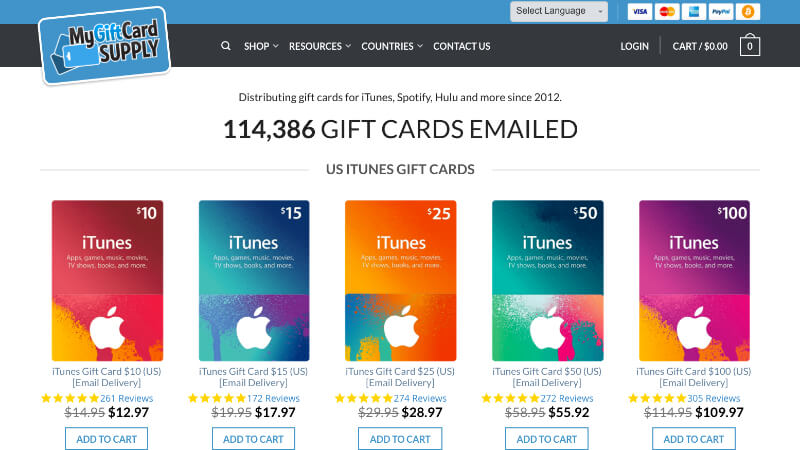 Select Language
VISA
MasterCard
PayPal
MyGiftCard
SUPPLY
SHOP
RESOURCES
COUNTRIES
CONTACT US
LOGIN
CART / $0.00
0
Distributing gift cards for iTunes, Spotify, Hulu and more since 2012.
114,386 GIFT CARDS EMAILED
US ITUNES GIFT CARDS
$10
iTunes
Apps, games, music, movies,
TV shows, books, and more.
$15
iTunes
Apps, games, music, movies,
TV shows, books, and more.
$25
iTunes
Apps, games, music, movies,
TV shows, books, and more.
$50
iTunes
Apps, games, music, movies,
TV shows, books, and more.
$100
iTunes
Apps, games, music, movies,
TV shows, books, and more.
iTunes Gift Card $10 (US)
[Email Delivery]
261 Reviews
$14.95 $12.97
ADD TO CART
iTunes Gift Card $15 (US)
[Email Delivery]
172 Reviews
$19.95 $17.97
ADD TO CART
iTunes Gift Card $25 (US)
[Email Delivery]
274 Reviews
$29.95 $28.97
ADD TO CART
iTunes Gift Card $50 (US)
[Email Delivery]
272 Reviews
$58.95 $55.92
ADD TO CART
iTunes Gift Card $100 (US)
[Email Delivery]
305 Reviews
$114.95 $109.97
ADD TO CART